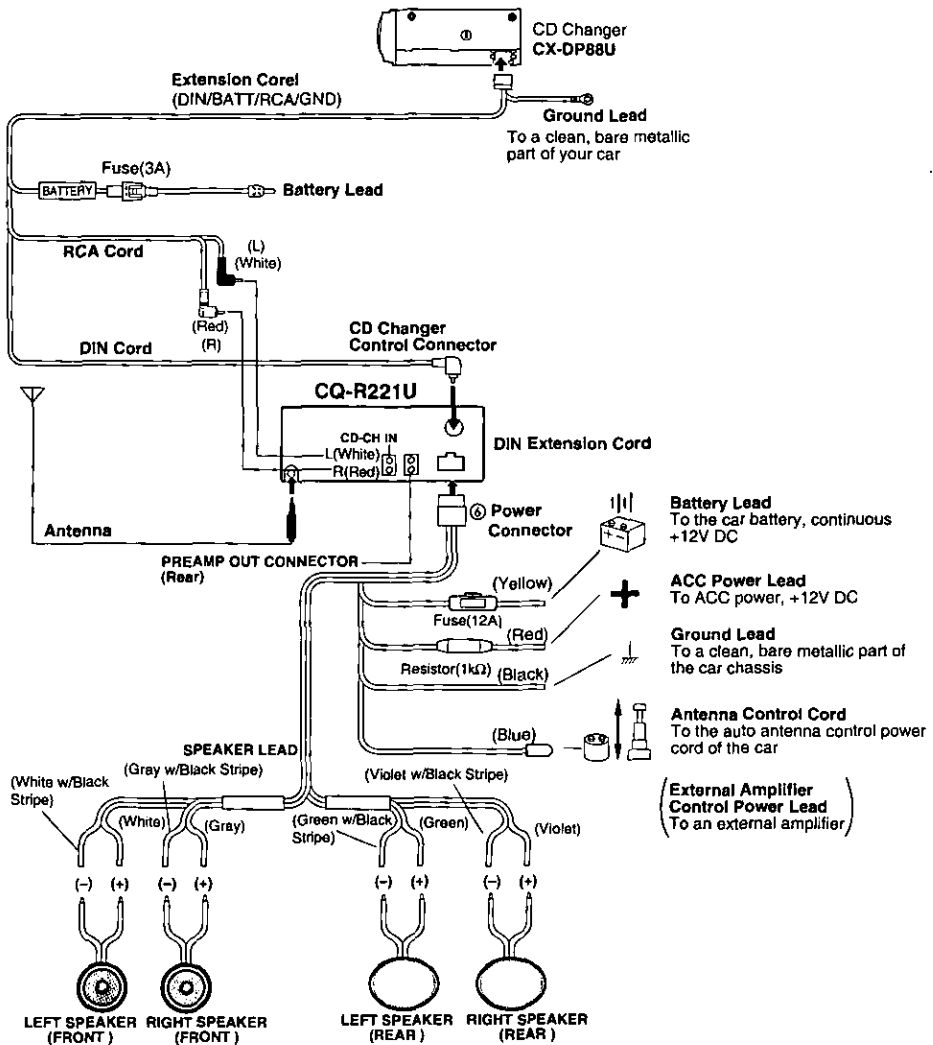 CD Changer
CX-DP88U
Extension Corel
(DIN/BATT/RCA/GND)
Ground Lead
To a clean, bare metallic
part of your car
Fuse(3A)
BATTERY
Battery Lead
RCA Cord
(L)
(White)
(Red)
(R)
DIN Cord
CD Changer
Control Connector
CQ-R221U
CD-CH IN
L(White)
R(Red)
DIN Extension Cord
Antenna
⑥ Power
Connector
PREAMP OUT CONNECTOR
(Rear)
Battery Lead
To the car battery, continuous
+12V DC
(Yellow)
Fuse(12A)
ACC Power Lead
To ACC power, +12V DC
(Red)
Resistor(1kΩ)
Ground Lead
To a clean, bare metallic part of
the car chassis
(Black)
Antenna Control Cord
To the auto antenna control power
cord of the car
(Blue)
(External Amplifier
Control Power Lead
To an external amplifier)
SPEAKER LEAD
(White w/Black
Stripe)
(Gray w/Black Stripe)
(White)
(Gray)
(Green w/Black
Stripe)
(Violet w/Black Stripe)
(Green)
(Violet)
(–) (+) (–) (+) (–) (+) (–) (+)
LEFT SPEAKER
(FRONT )
RIGHT SPEAKER
(FRONT )
LEFT SPEAKER
(REAR )
RIGHT SPEAKER
(REAR )